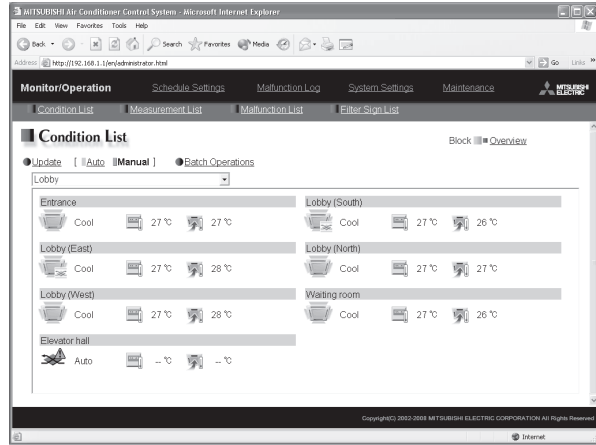 MITSUBISHI Air Conditioner Control System - Microsoft Internet Explorer
File Edit View Favorites Tools Help
Back Search Favorites Media
Address http://192.168.1.1/en/administrator.html Go Links »
Monitor/Operation Schedule Settings Malfunction Log System Settings Maintenance MITSUBISHI ELECTRIC
Condition List Measurement List Malfunction List Filter Sign List
Condition List
Block Overview
Update [ Auto Manual ] Batch Operations
Lobby
Entrance Lobby (South)
Cool 27 °C 27 °C Cool 27 °C 26 °C
Lobby (East) Lobby (North)
Cool 27 °C 28 °C Cool 27 °C 27 °C
Lobby (West) Waiting room
Cool 27 °C 28 °C Cool 27 °C 26 °C
Elevator hall
Auto -- °C -- °C
Copyright(C) 2002-2008 MITSUBISHI ELECTRIC CORPORATION All Rights Reserved
Internet